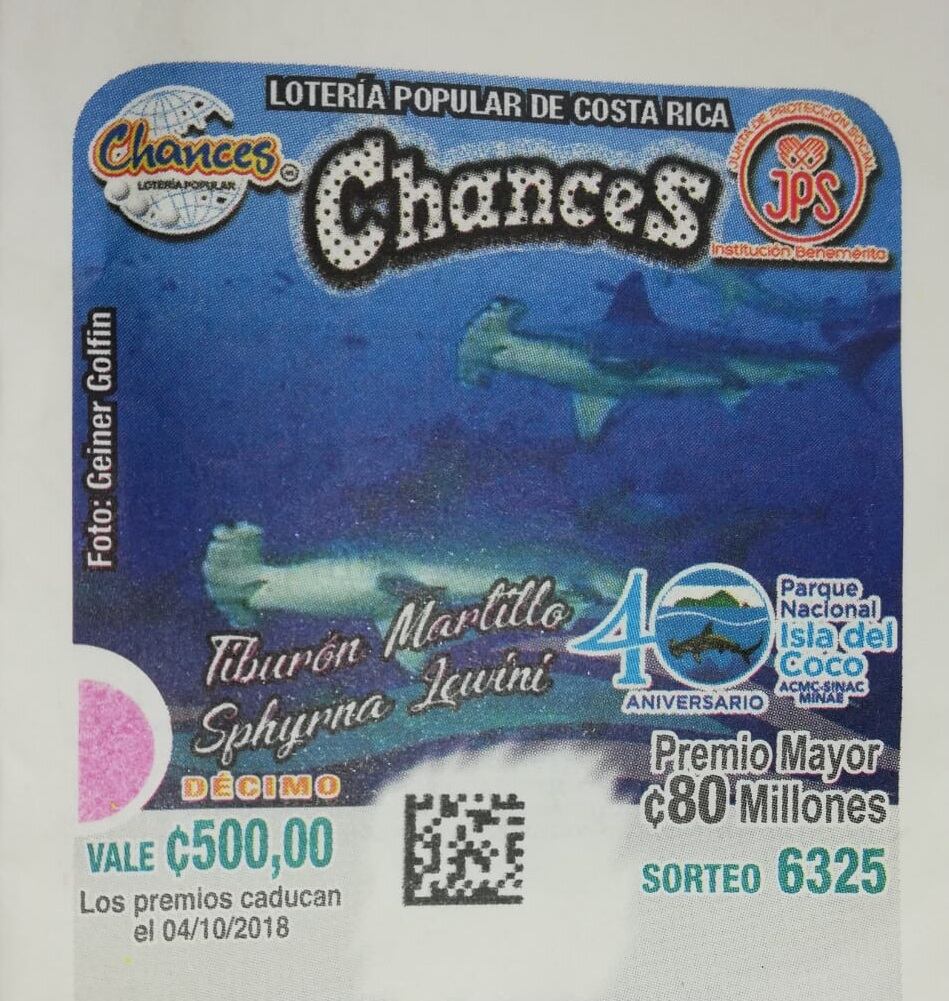 LOTERÍA POPULAR DE COSTA RICA
Chances
LOTERÍA POPULAR
Chances
JUNTA DE PROTECCIÓN SOCIAL
JPS
Institución Benemérita
Foto: Geiner Golfin
Tiburón Martillo
Sphyrna Lewini
40
ANIVERSARIO
Parque
Nacional
Isla del
Coco
ACMC-SINAC
MINAE
DÉCIMO
VALE ₡500,00
Los premios caducan
el 04/10/2018
Premio Mayor
₡80 Millones
SORTEO 6325